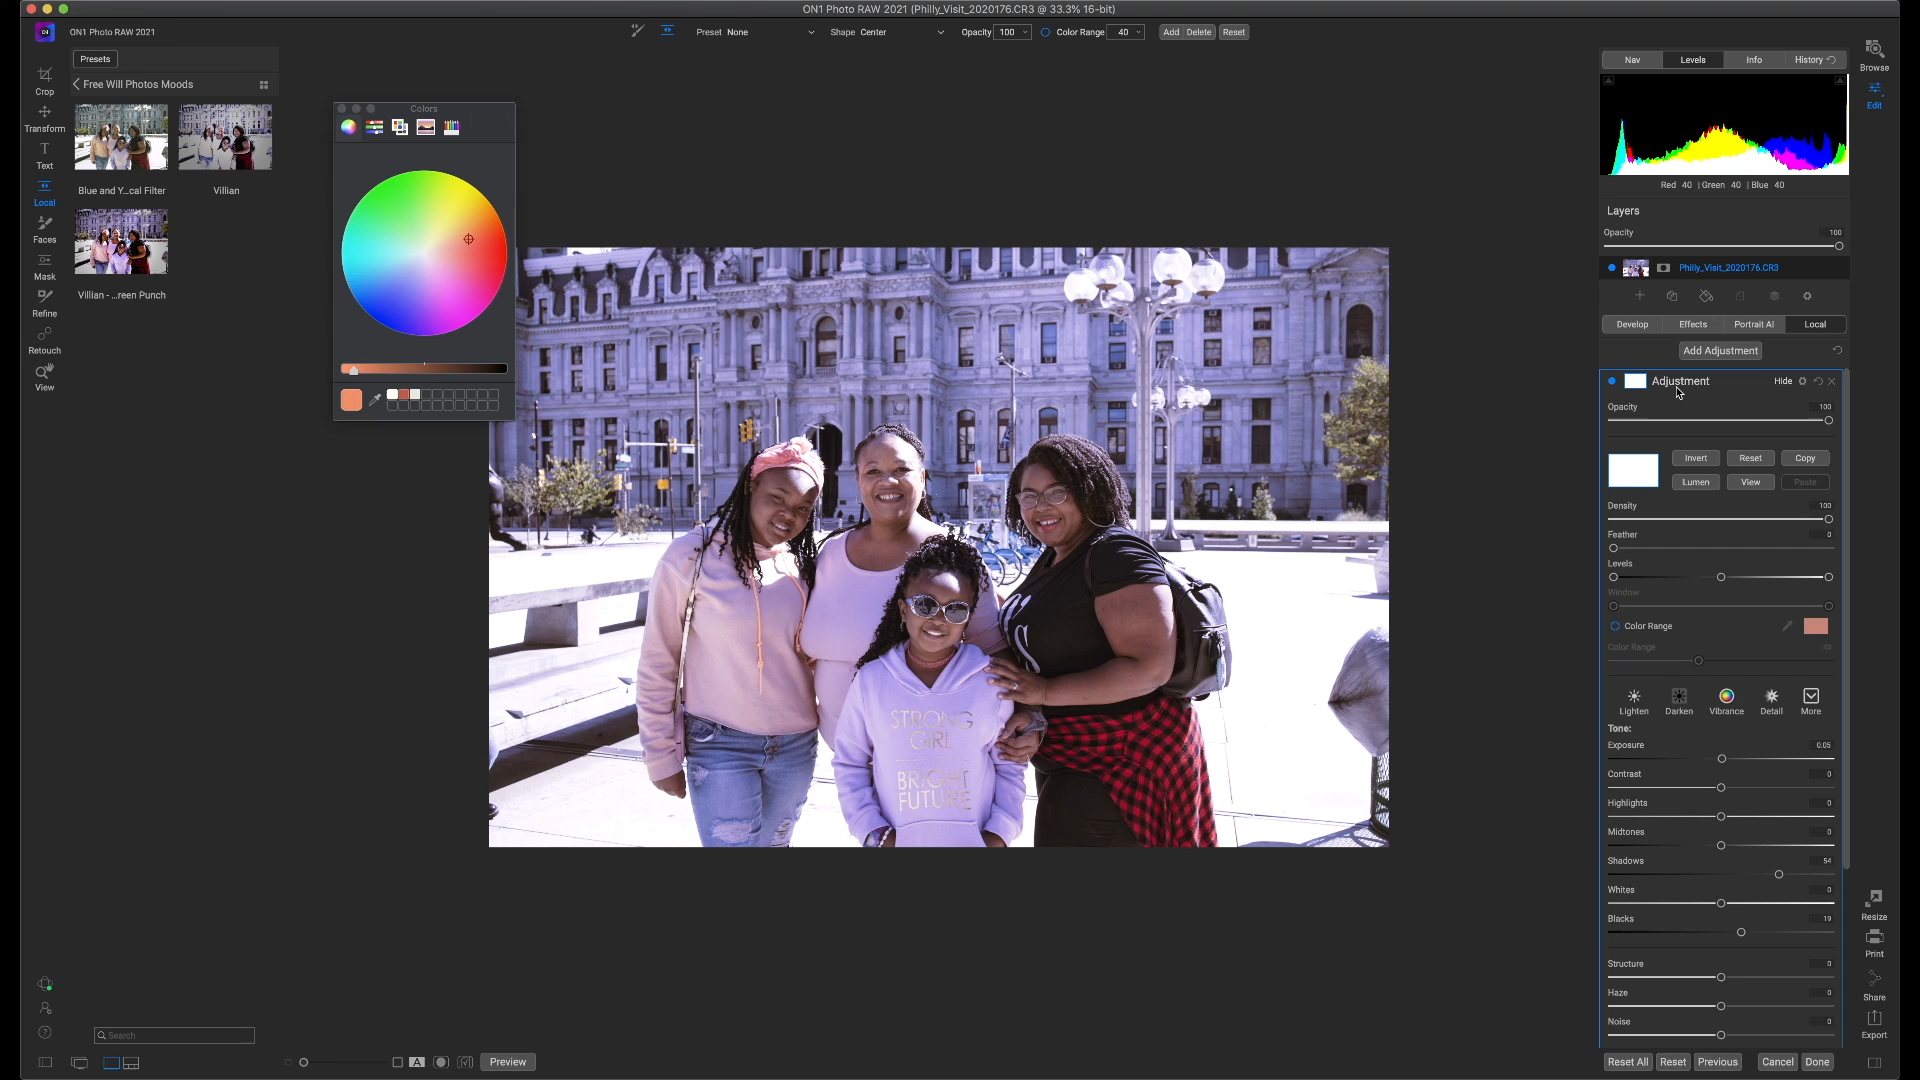 ON1 Photo RAW 2021 (Philly_Visit_2020176.CR3 @ 33.3% 16-bit)
ON1 Photo RAW 2021
Preset None
Shape Center
Opacity 100
Color Range 40
Add Delete Reset
Presets
Free Will Photos Moods
Blue and Y...cal Filter
Villian
Villian - ...reen Punch
Crop
Transform
Text
Local
Faces
Mask
Refine
Retouch
View
Colors
STRONG
GIRL
BRIGHT
FUTURE
Search
A
Preview
Nav Levels Info History
Red 40 | Green 40 | Blue 40
Layers
Opacity 100
Philly_Visit_2020176.CR3
Develop Effects Portrait AI Local
Add Adjustment
Adjustment Hide
Opacity 100
Invert Reset Copy
Lumen View Paste
Density 100
Feather 0
Levels
Window
Color Range
Color Range 40
Lighten Darken Vibrance Detail More
Tone:
Exposure 0.05
Contrast 0
Highlights 0
Midtones 0
Shadows 54
Whites 0
Blacks 19
Structure 0
Haze 0
Noise 0
Reset All Reset Previous Cancel Done
Browse
Edit
Resize
Print
Share
Export